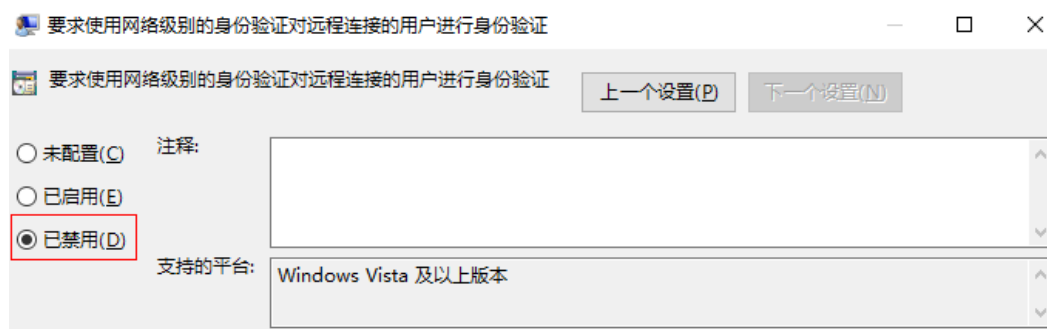 要求使用网络级别的身份验证对远程连接的用户进行身份验证
要求使用网络级别的身份验证对远程连接的用户进行身份验证
上一个设置(P)
下一个设置(N)
未配置(C)
注释:
已启用(E)
已禁用(D)
支持的平台:
Windows Vista 及以上版本